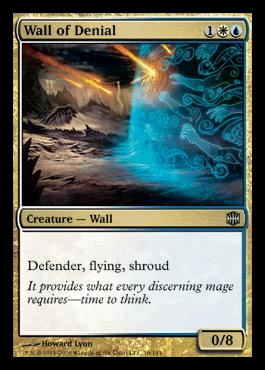 Wall of Denial 1
Creature — Wall
Defender, flying, shroud
It provides what every discerning mage
requires—time to think.
Howard Lyon
0/8